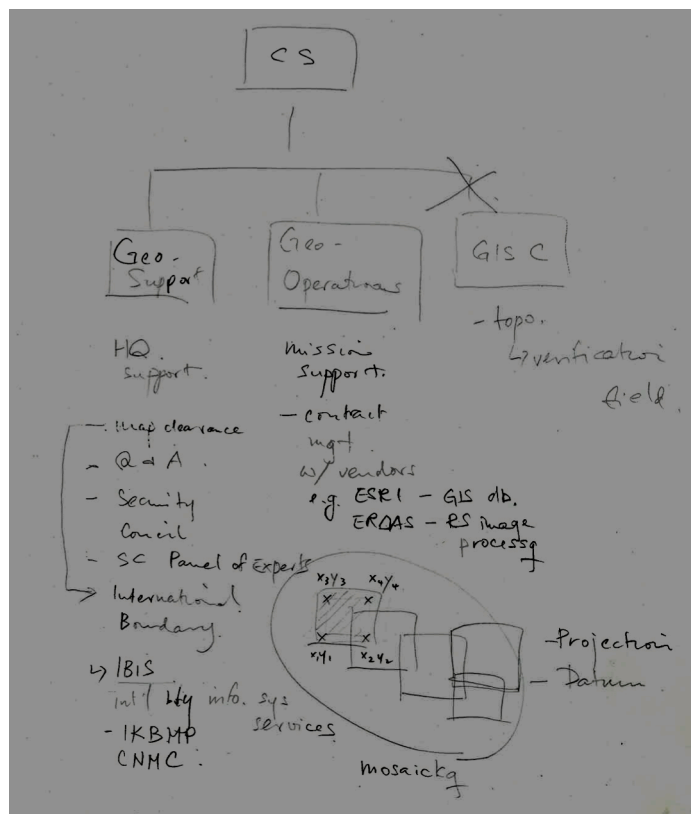 CS
Geo-
Support
Geo-
Operations
GIS C
HQ.
support.
mission
support.
- topo.
↳ verification
field.
- map clearance
- Q & A.
- Security
Concil
- SC Panel of Experts
→ International
Boundary.
↳ IBIS
int'l bdy info. sys
services
- IKBMP
CNMC.
- contact
mgt
w/ vendors
e.g. ESRI - GIS db.
ERDAS - RS image
processg
x3y3 x4y4
x1y1 x2y2
- Projection
- Datum
mosaickg